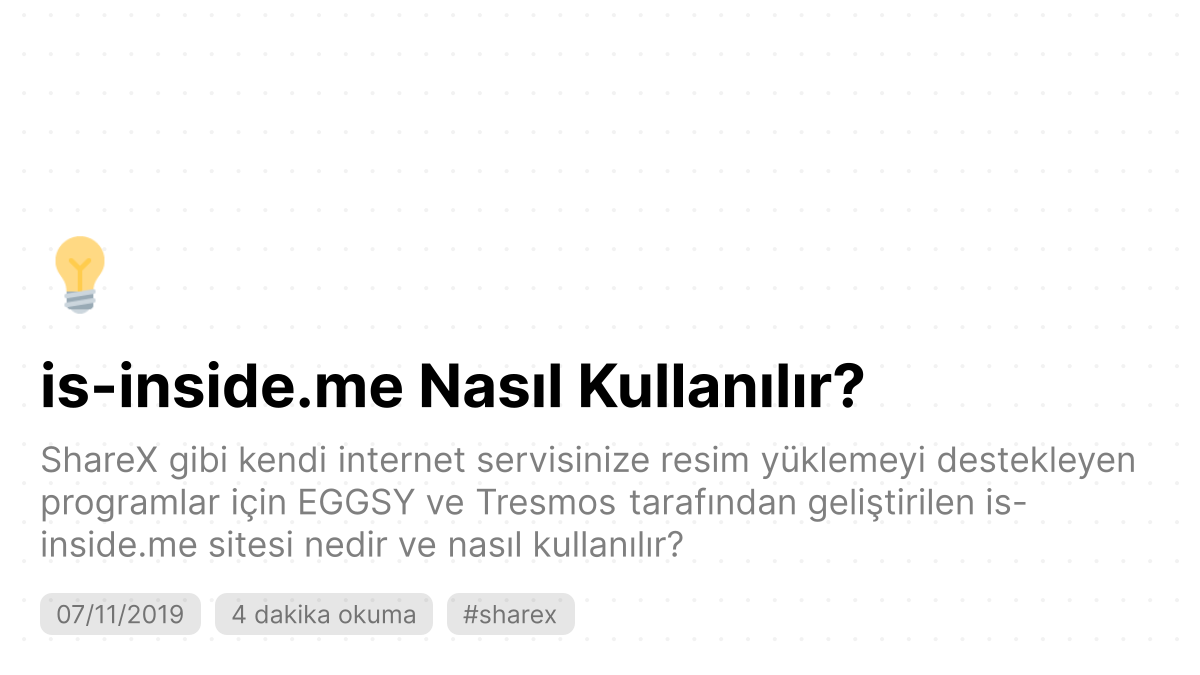 is-inside.me Nasıl Kullanılır?
ShareX gibi kendi internet servisinize resim yüklemeyi destekleyen
programlar için EGGSY ve Tresmos tarafından geliştirilen is-
inside.me sitesi nedir ve nasıl kullanılır?
07/11/2019 4 dakika okuma #sharex